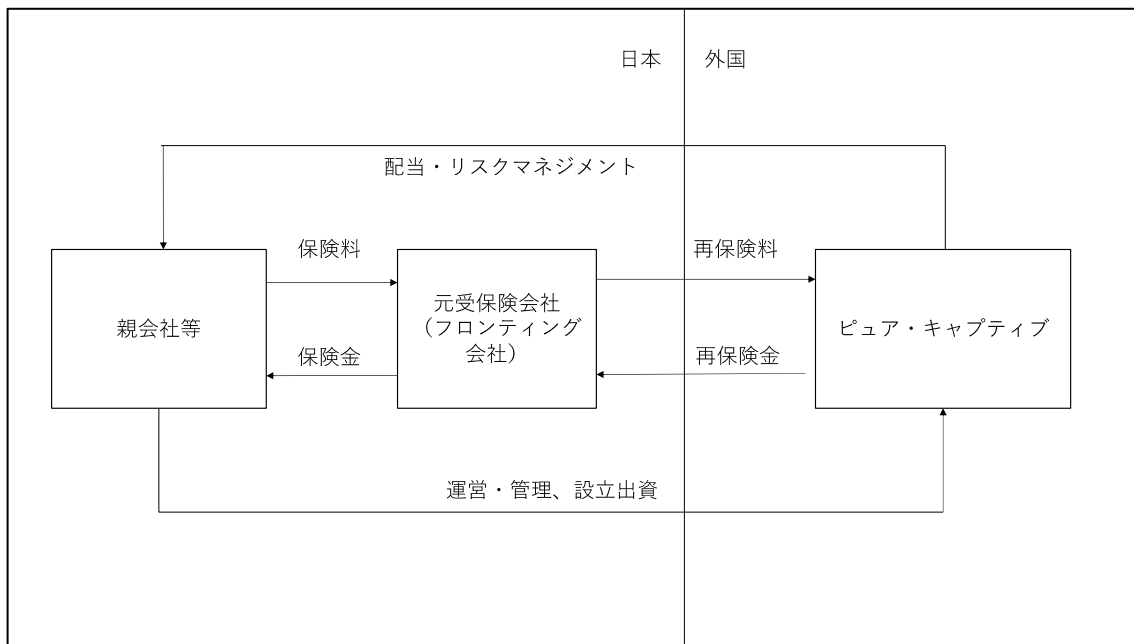 日本
外国
配当・リスクマネジメント
保険料
再保険料
親会社等
元受保険会社
（フロンティング
会社）
ピュア・キャプティブ
保険金
再保険金
運営・管理、設立出資